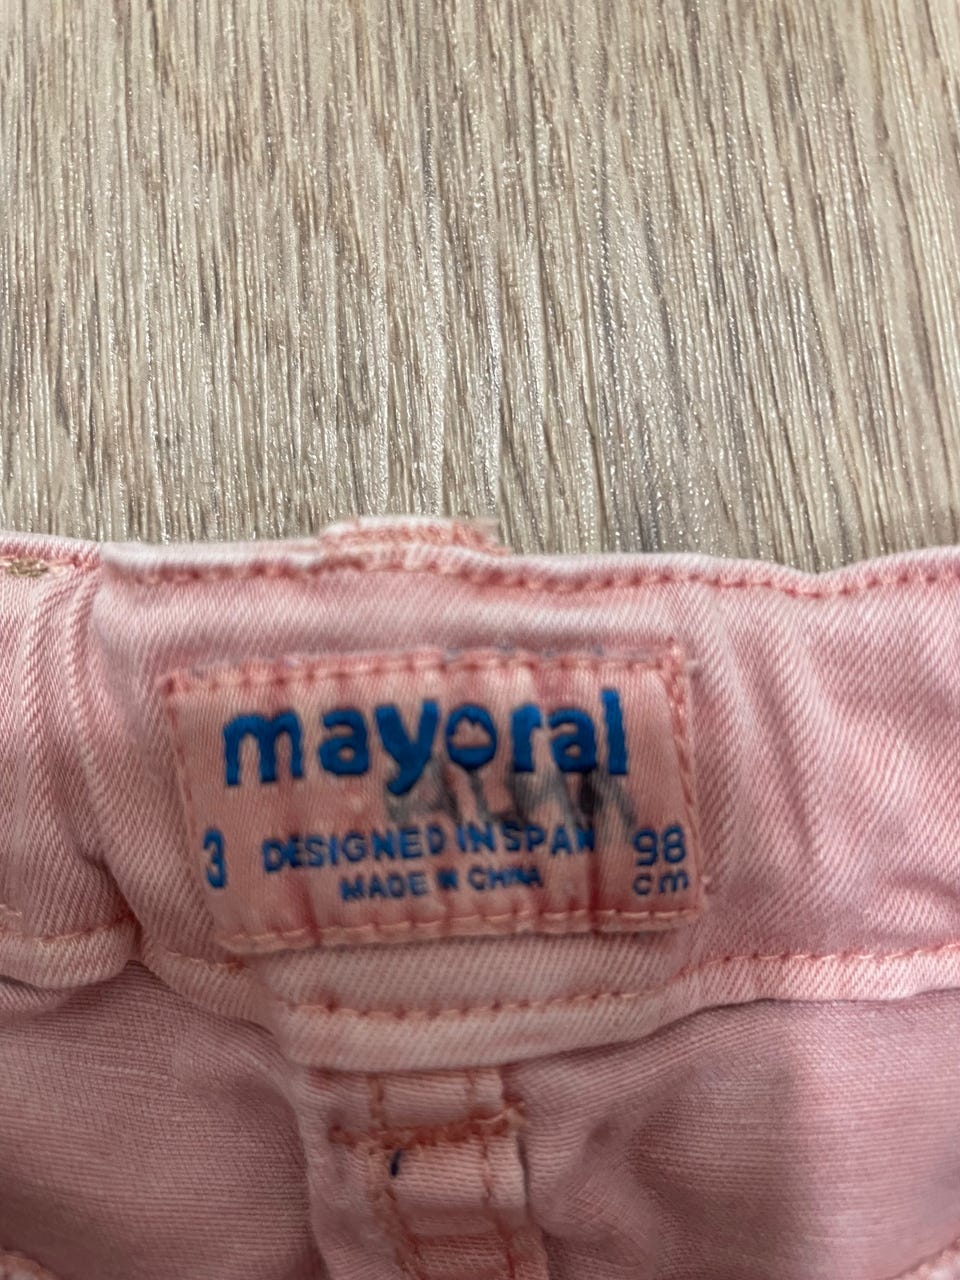 mayoral
3 DESIGNED IN SPAIN 98
MADE IN CHINA cm